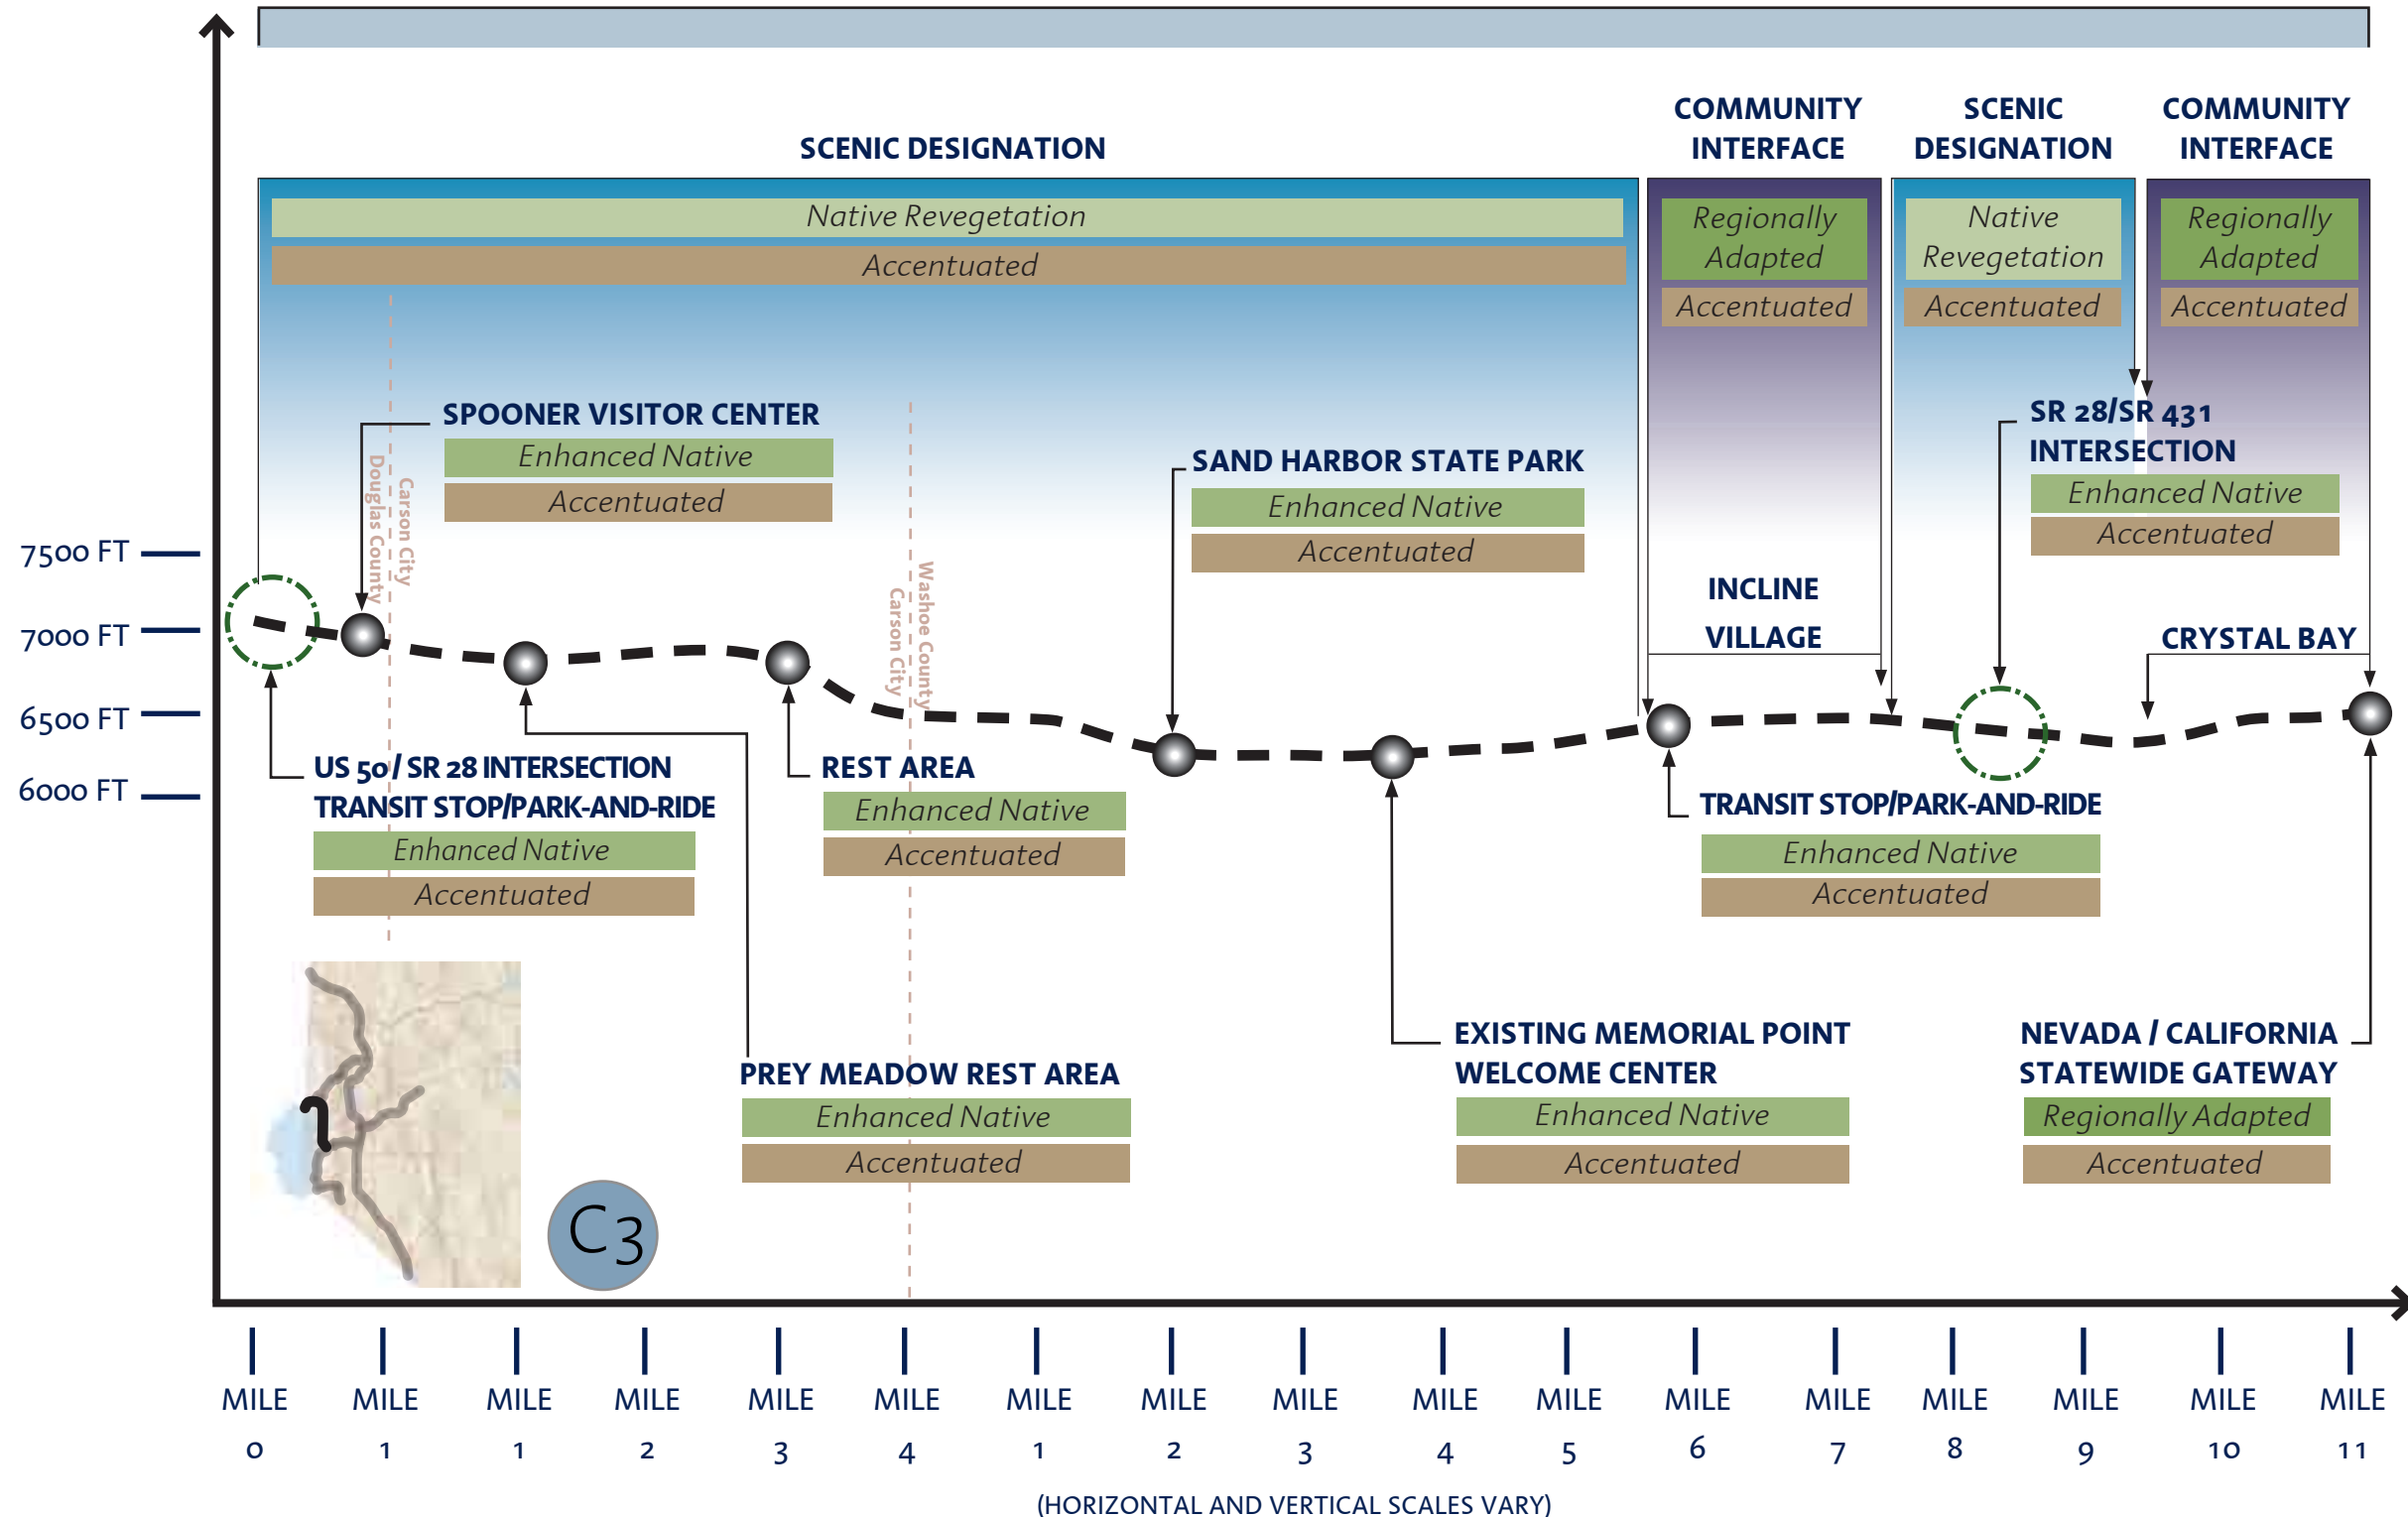 SCENIC DESIGNATION
COMMUNITY
INTERFACE
SCENIC
DESIGNATION
COMMUNITY
INTERFACE
Native Revegetation
Accentuated
Regionally
Adapted
Accentuated
Native
Revegetation
Accentuated
Regionally
Adapted
Accentuated
SPOONER VISITOR CENTER
Enhanced Native
Accentuated
Douglas County
Carson City
SAND HARBOR STATE PARK
Enhanced Native
Accentuated
SR 28/SR 431
INTERSECTION
Enhanced Native
Accentuated
Carson City
Washoe County
INCLINE
VILLAGE
CRYSTAL BAY
7500 FT
7000 FT
6500 FT
6000 FT
US 50/ SR 28 INTERSECTION
TRANSIT STOP/PARK-AND-RIDE
Enhanced Native
Accentuated
REST AREA
Enhanced Native
Accentuated
TRANSIT STOP/PARK-AND-RIDE
Enhanced Native
Accentuated
PREY MEADOW REST AREA
Enhanced Native
Accentuated
EXISTING MEMORIAL POINT
WELCOME CENTER
Enhanced Native
Accentuated
NEVADA / CALIFORNIA
STATEWIDE GATEWAY
Regionally Adapted
Accentuated
C3
MILE MILE MILE MILE MILE MILE MILE MILE MILE MILE MILE MILE MILE MILE MILE MILE MILE
0 1 1 2 3 4 1 2 3 4 5 6 7 8 9 10 11
(HORIZONTAL AND VERTICAL SCALES VARY)